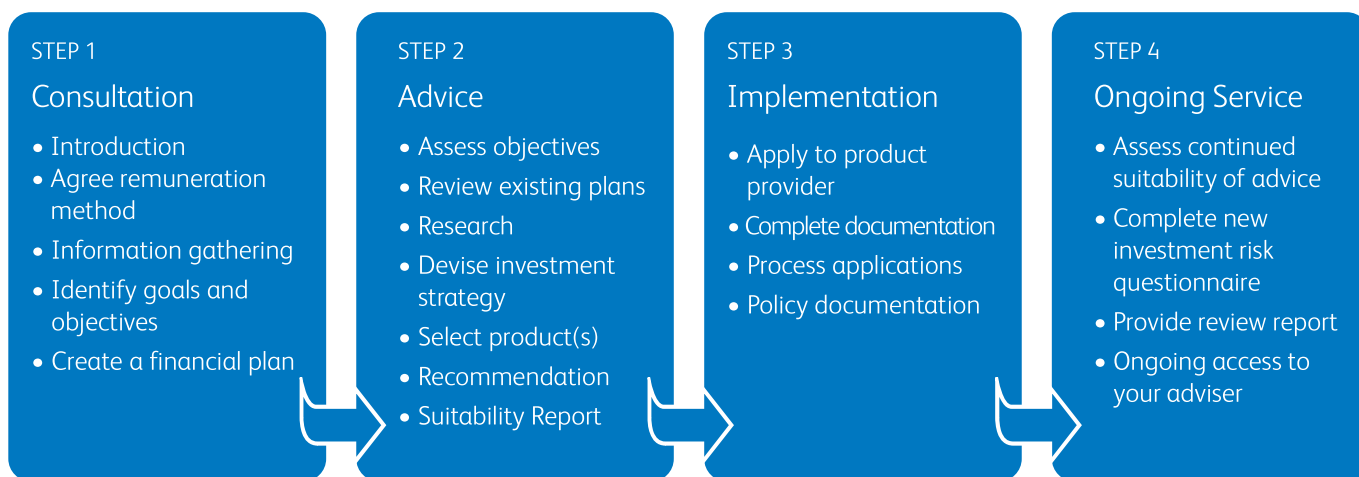 STEP 1
Consultation
• Introduction
• Agree remuneration
method
• Information gathering
• Identify goals and
objectives
• Create a financial plan
STEP 2
Advice
• Assess objectives
• Review existing plans
• Research
• Devise investment
strategy
• Select product(s)
• Recommendation
• Suitability Report
STEP 3
Implementation
• Apply to product
provider
• Complete documentation
• Process applications
• Policy documentation
STEP 4
Ongoing Service
• Assess continued
suitability of advice
• Complete new
investment risk
questionnaire
• Provide review report
• Ongoing access to
your adviser